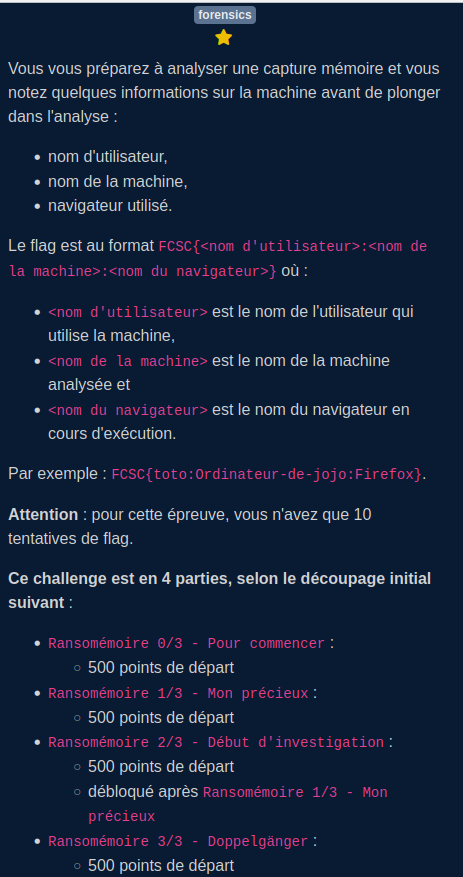 forensics
Vous vous préparez à analyser une capture mémoire et vous
notez quelques informations sur la machine avant de plonger
dans l'analyse :
• nom d'utilisateur,
• nom de la machine,
• navigateur utilisé.
Le flag est au format FCSC{<nom d'utilisateur>:<nom de
la machine>:<nom du navigateur>} où :
• <nom d'utilisateur> est le nom de l'utilisateur qui
utilise la machine,
• <nom de la machine> est le nom de la machine
analysée et
• <nom du navigateur> est le nom du navigateur en
cours d'exécution.
Par exemple : FCSC{toto:Ordinateur-de-jojo:Firefox}.
Attention : pour cette épreuve, vous n'avez que 10
tentatives de flag.
Ce challenge est en 4 parties, selon le découpage initial
suivant :
• Ransomémoire 0/3 - Pour commencer :
○ 500 points de départ
• Ransomémoire 1/3 - Mon précieux :
○ 500 points de départ
• Ransomémoire 2/3 - Début d'investigation :
○ 500 points de départ
○ débloqué après Ransomémoire 1/3 - Mon
précieux
• Ransomémoire 3/3 - Doppelgänger :
○ 500 points de départ